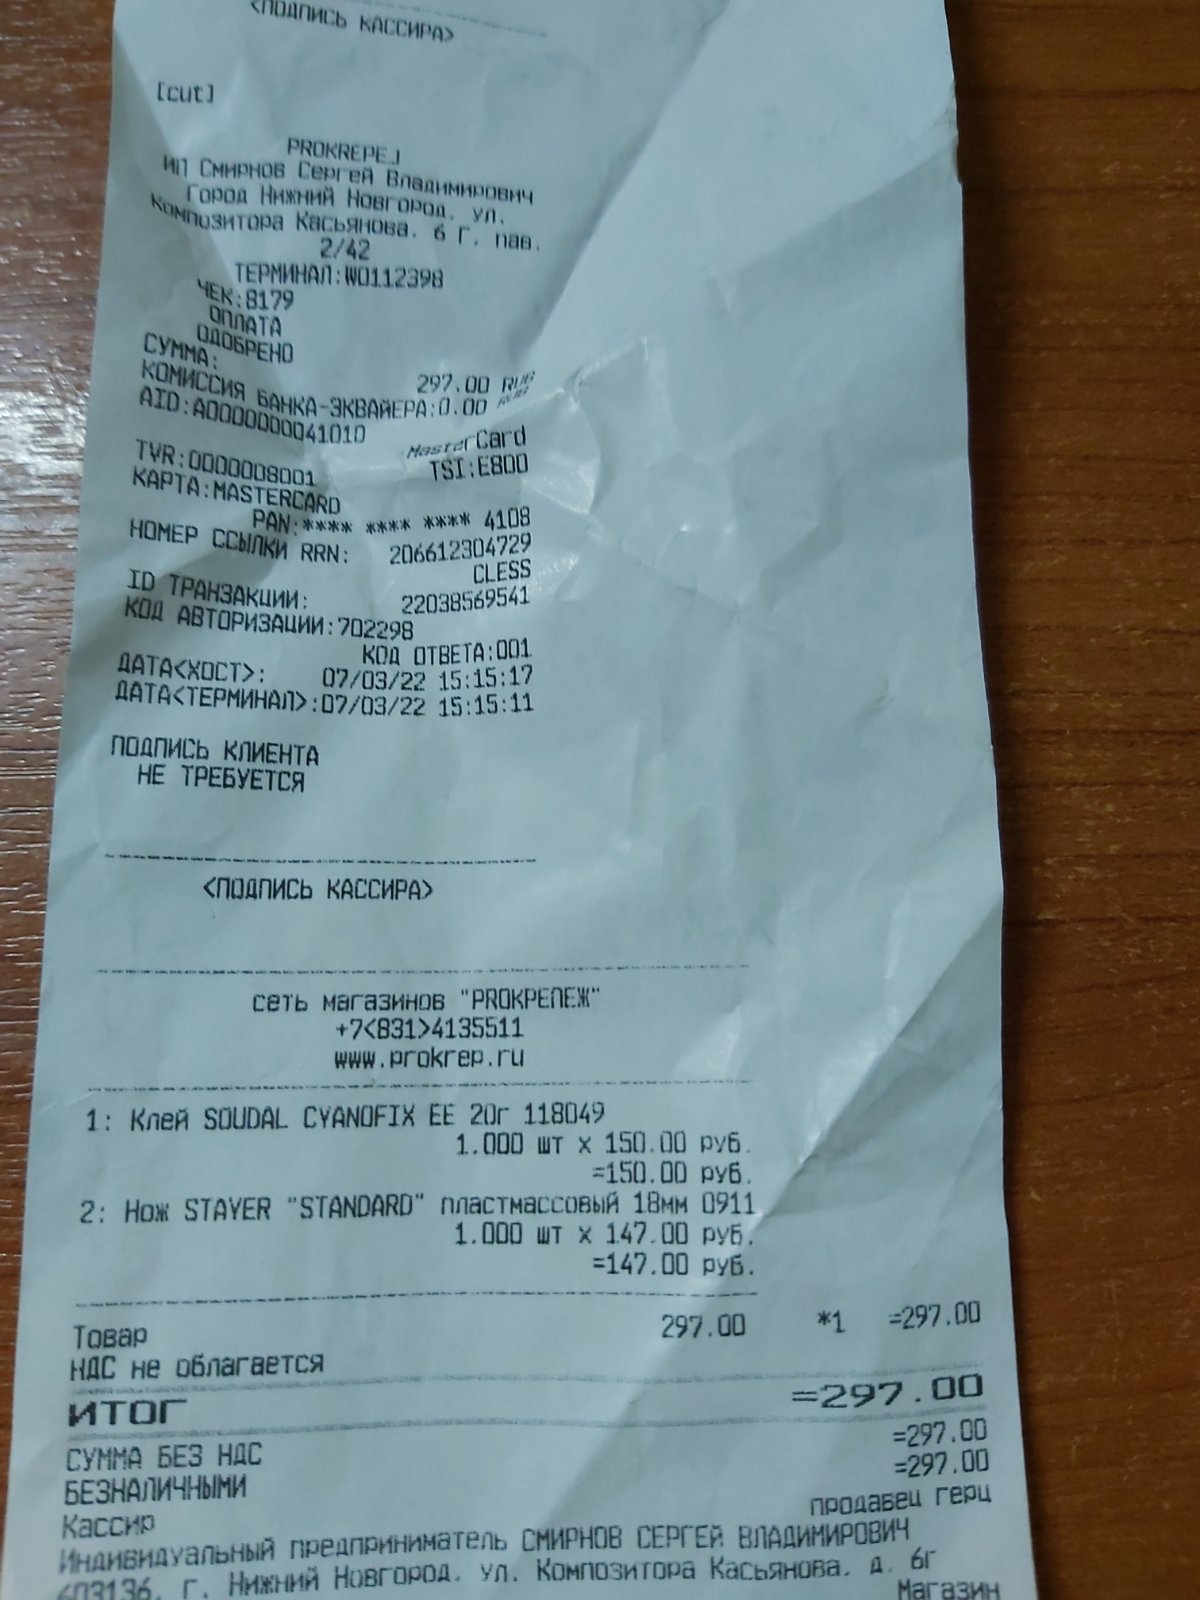 <ПОДПИСЬ КАССИРА>
[cut]
PROKREPEJ
ИП Смирнов Сергей Владимирович
Город Нижний Новгород, ул.
Композитора Касьянова, 6 Г, пав.
2/42
ТЕРМИНАЛ:W0112398
ЧЕК:8179
ОПЛАТА
ОДОБРЕНО
СУММА: 297.00 RUB
КОМИССИЯ БАНКА-ЭКВАЙЕРА:0.00 RUB
AID:A0000000041010
MasterCard
TVR:0000008001 TSI:E800
КАРТА:MASTERCARD
PAN:**** **** **** 4108
НОМЕР ССЫЛКИ RRN: 206612304729
CLESS
ID ТРАНЗАКЦИИ: 22038569541
КОД АВТОРИЗАЦИИ:702298
КОД ОТВЕТА:001
ДАТА<ХОСТ>: 07/03/22 15:15:17
ДАТА<ТЕРМИНАЛ>:07/03/22 15:15:11
ПОДПИСЬ КЛИЕНТА
НЕ ТРЕБУЕТСЯ
<ПОДПИСЬ КАССИРА>
сеть магазинов "PROКРЕПЕЖ"
+7<831>4135511
www.prokrep.ru
1: Клей SOUDAL CYANOFIX EE 20г 118049
1.000 шт x 150.00 руб.
=150.00 руб.
2: Нож STAYER "STANDARD" пластмассовый 18мм 0911
1.000 шт x 147.00 руб.
=147.00 руб.
Товар 297.00 *1 =297.00
НДС не облагается
ИТОГ =297.00
СУММА БЕЗ НДС =297.00
БЕЗНАЛИЧНЫМИ =297.00
Кассир продавец герц
Индивидуальный предприниматель СМИРНОВ СЕРГЕЙ ВЛАДИМИРОВИЧ
603136, г. Нижний Новгород, ул. Композитора Касьянова, д. 6г
Магазин